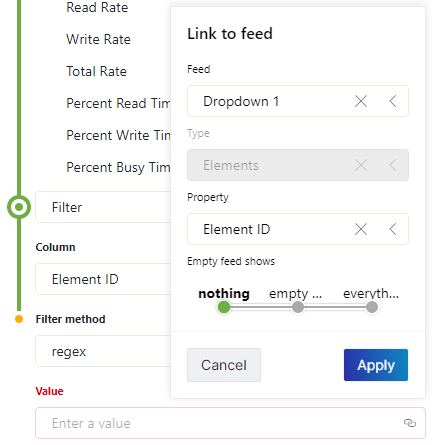 Read Rate
Write Rate
Total Rate
Percent Read Tim
Percent Write Tin
Percent Busy Tim
Filter
Column
Element ID
Filter method
regex
Value
Enter a value
Link to feed
Feed
Dropdown 1
Type
Elements
Property
Element ID
Empty feed shows
nothing empty ... everyth...
Cancel Apply